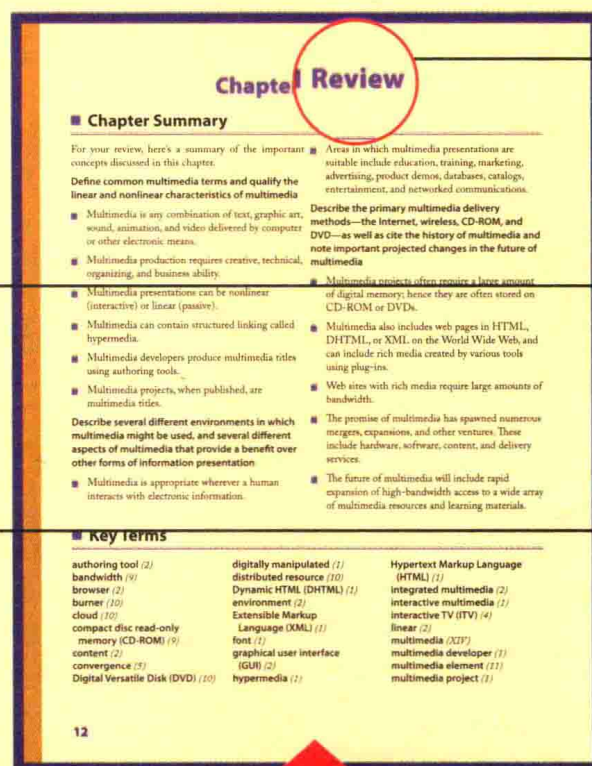 Chapter 1 Review
Chapter Summary
For your review, here's a summary of the important
concepts discussed in this chapter.
Define common multimedia terms and qualify the
linear and nonlinear characteristics of multimedia
Multimedia is any combination of text, graphic art,
sound, animation, and video delivered by computer
or other electronic means.
Multimedia production requires creative, technical,
organizing, and business ability.
Multimedia presentations can be nonlinear
(interactive) or linear (passive).
Multimedia can contain structured linking called
hypermedia.
Multimedia developers produce multimedia titles
using authoring tools.
Multimedia projects, when published, are
multimedia titles.
Describe several different environments in which
multimedia might be used, and several different
aspects of multimedia that provide a benefit over
other forms of information presentation
Multimedia is appropriate wherever a human
interacts with electronic information.
Areas in which multimedia presentations are
suitable include education, training, marketing,
advertising, product demos, databases, catalogs,
entertainment, and networked communications.
Describe the primary multimedia delivery
methods—the Internet, wireless, CD-ROM, and
DVD—as well as cite the history of multimedia and
note important projected changes in the future of
multimedia
Multimedia projects often require a large amount
of digital memory; hence they are often stored on
CD-ROM or DVDs.
Multimedia also includes web pages in HTML,
DHTML, or XML on the World Wide Web, and
can include rich media created by various tools
using plug-ins.
Web sites with rich media require large amounts of
bandwidth.
The promise of multimedia has spawned numerous
mergers, expansions, and other ventures. These
include hardware, software, content, and delivery
services.
The future of multimedia will include rapid
expansion of high-bandwidth access to a wide array
of multimedia resources and learning materials.
Key Terms
authoring tool (2)
bandwidth (9)
browser (2)
burner (10)
cloud (10)
compact disc read-only
memory (CD-ROM) (9)
content (2)
convergence (5)
Digital Versatile Disk (DVD) (10)
digitally manipulated (1)
distributed resource (10)
Dynamic HTML (DHTML) (1)
environment (2)
Extensible Markup
Language (XML) (1)
font (1)
graphical user interface
(GUI) (2)
hypermedia (1)
Hypertext Markup Language
(HTML) (1)
integrated multimedia (2)
interactive multimedia (1)
interactive TV (ITV) (4)
linear (2)
multimedia (XIV)
multimedia developer (1)
multimedia element (11)
multimedia project (1)
12